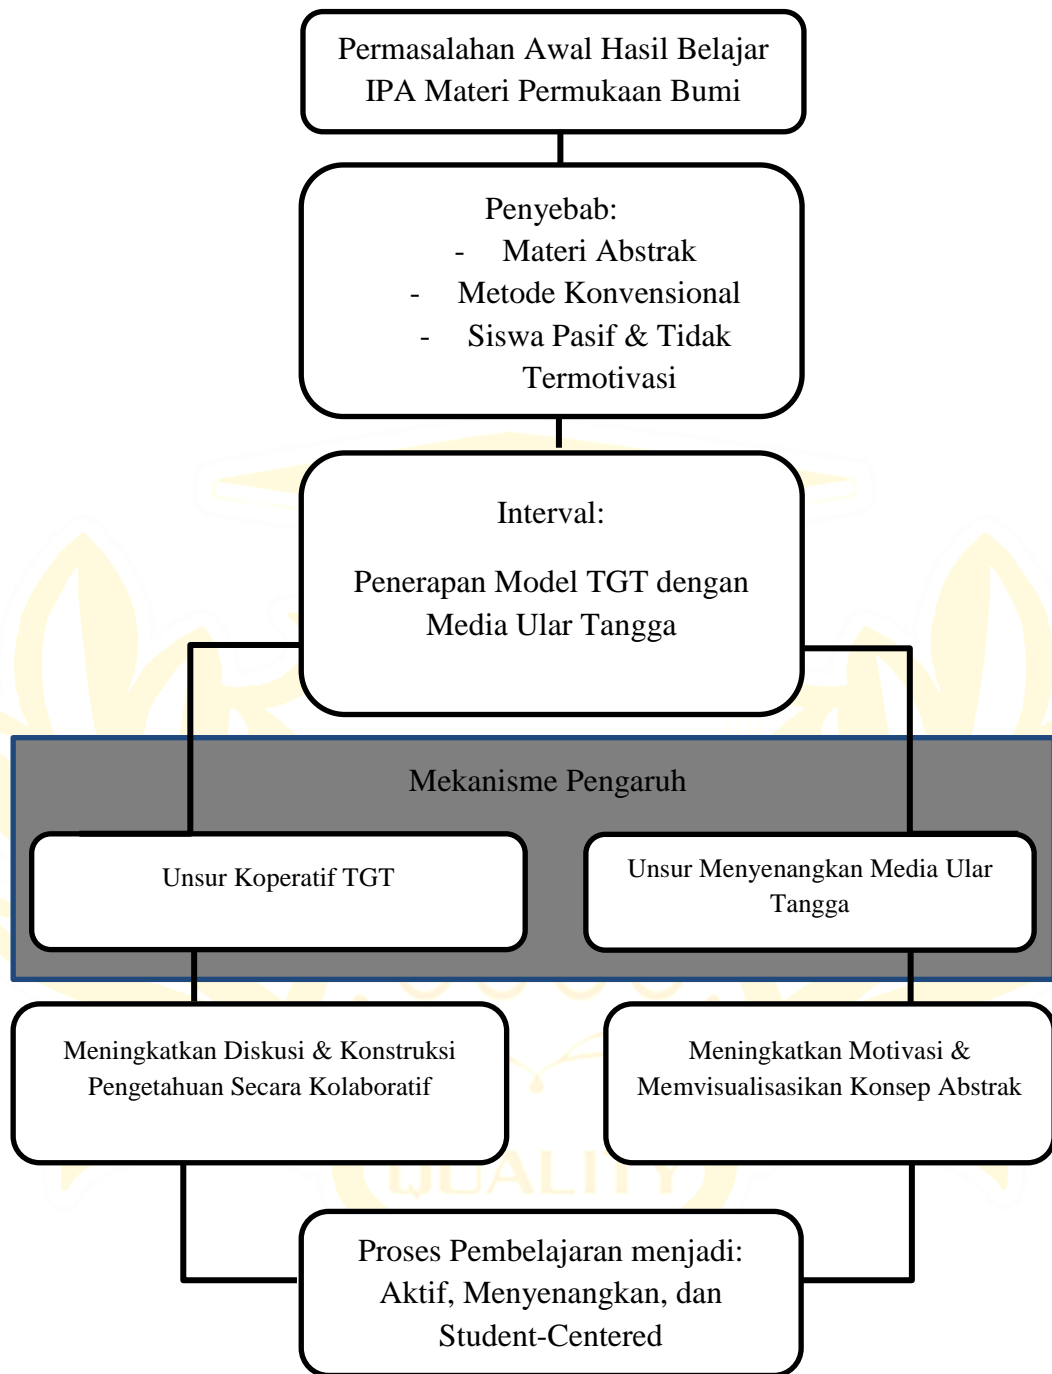 Permasalahan Awal Hasil Belajar
IPA Materi Permukaan Bumi
Penyebab:
- Materi Abstrak
- Metode Konvensional
- Siswa Pasif & Tidak
Termotivasi
Interval:
Penerapan Model TGT dengan
Media Ular Tangga
Mekanisme Pengaruh
Unsur Koperatif TGT
Unsur Menyenangkan Media Ular
Tangga
Meningkatkan Diskusi & Konstruksi
Pengetahuan Secara Kolaboratif
Meningkatkan Motivasi &
Memvisualisasikan Konsep Abstrak
QUALITY
Proses Pembelajaran menjadi:
Aktif, Menyenangkan, dan
Student-Centered